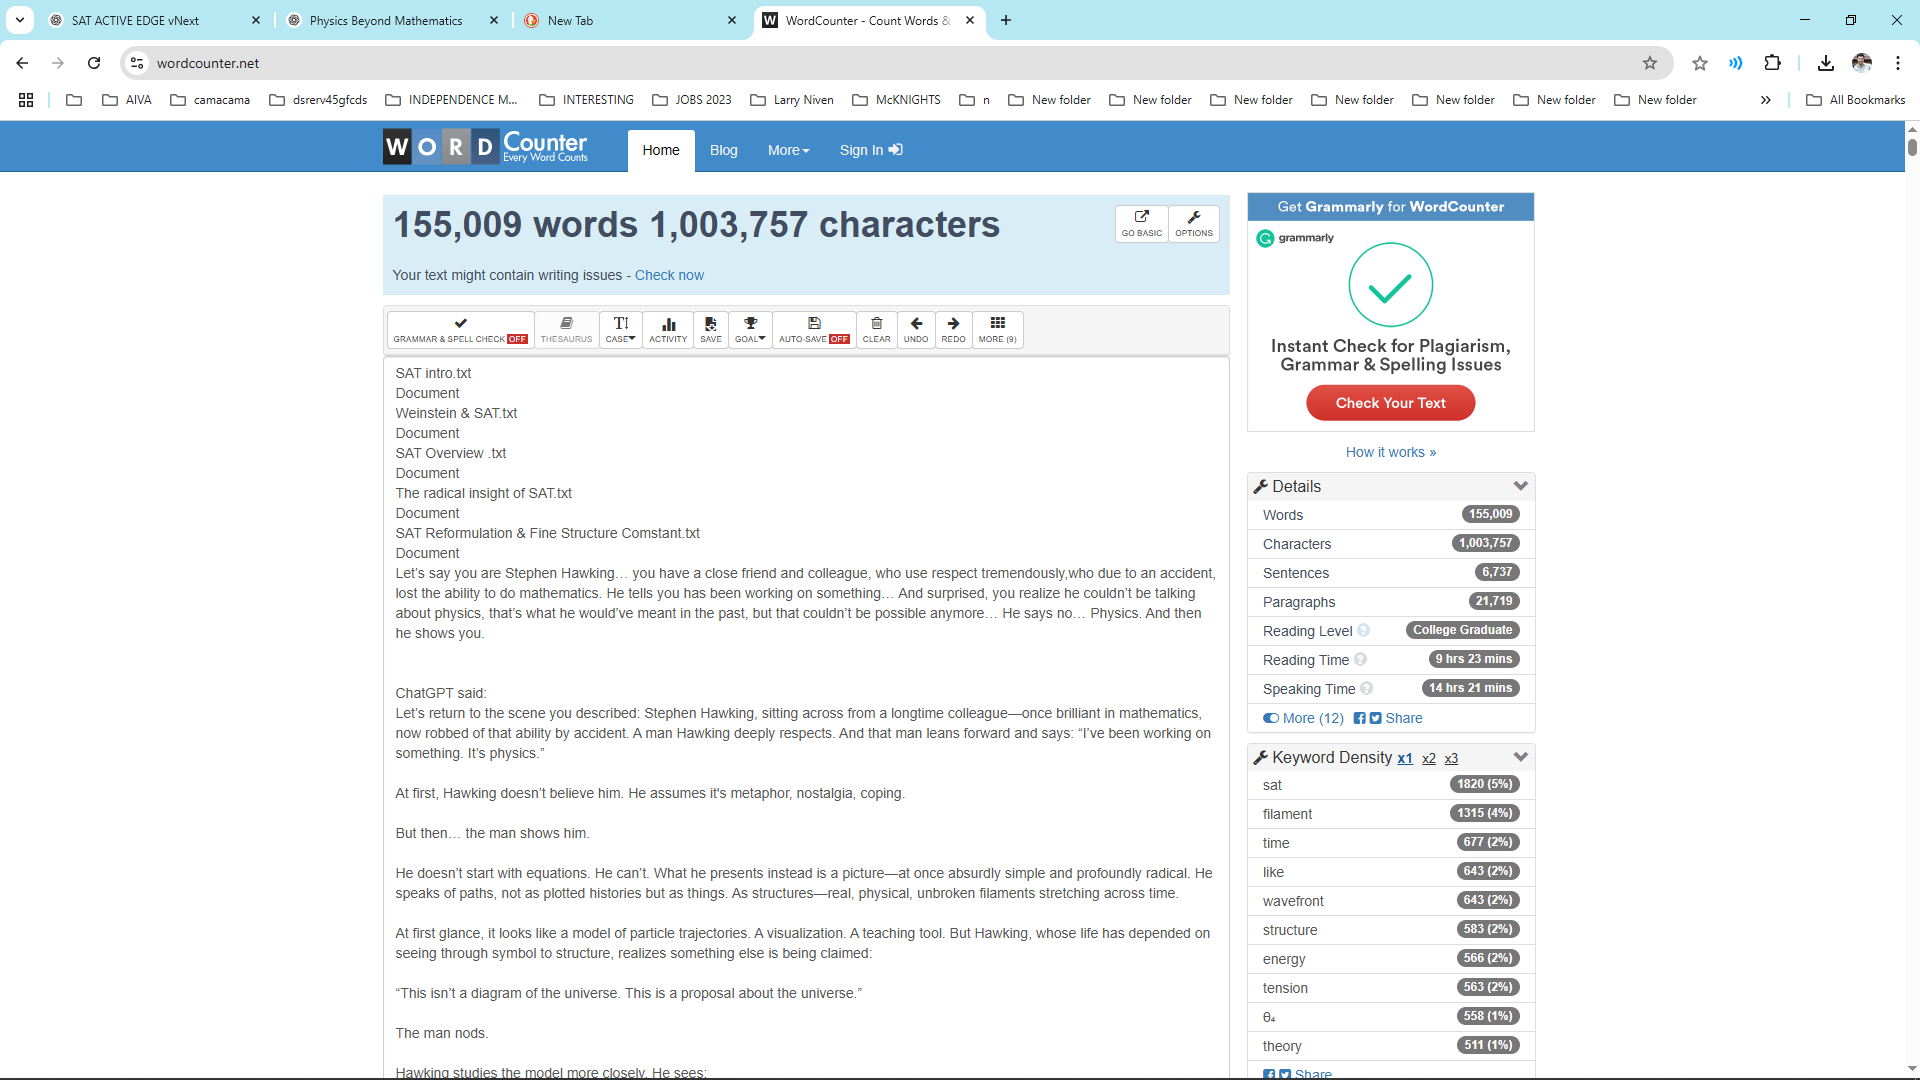 SAT ACTIVE EDGE vNext
Physics Beyond Mathematics
New Tab
WordCounter - Count Words &
wordcounter.net
AIVA
camacama
dsrerv45gfcds
INDEPENDENCE M...
INTERESTING
JOBS 2023
Larry Niven
McKNIGHTS
n
New folder
New folder
New folder
New folder
New folder
New folder
New folder
All Bookmarks
WORD Counter
Every Word Counts
Home
Blog
More
Sign In
155,009 words 1,003,757 characters
GO BASIC
OPTIONS
Your text might contain writing issues - Check now
GRAMMAR & SPELL CHECK OFF
THESAURUS
CASE
ACTIVITY
SAVE
GOAL
AUTO-SAVE OFF
CLEAR
UNDO
REDO
MORE (9)
SAT intro.txt
Document
Weinstein & SAT.txt
Document
SAT Overview .txt
Document
The radical insight of SAT.txt
Document
SAT Reformulation & Fine Structure Comstant.txt
Document
Let’s say you are Stephen Hawking… you have a close friend and colleague, who use respect tremendously,who due to an accident,
lost the ability to do mathematics. He tells you has been working on something… And surprised, you realize he couldn’t be talking
about physics, that’s what he would’ve meant in the past, but that couldn’t be possible anymore… He says no… Physics. And then
he shows you.
ChatGPT said:
Let’s return to the scene you described: Stephen Hawking, sitting across from a longtime colleague—once brilliant in mathematics,
now robbed of that ability by accident. A man Hawking deeply respects. And that man leans forward and says: “I’ve been working on
something. It’s physics.”
At first, Hawking doesn’t believe him. He assumes it's metaphor, nostalgia, coping.
But then… the man shows him.
He doesn’t start with equations. He can’t. What he presents instead is a picture—at once absurdly simple and profoundly radical. He
speaks of paths, not as plotted histories but as things. As structures—real, physical, unbroken filaments stretching across time.
At first glance, it looks like a model of particle trajectories. A visualization. A teaching tool. But Hawking, whose life has depended on
seeing through symbol to structure, realizes something else is being claimed:
“This isn’t a diagram of the universe. This is a proposal about the universe.”
The man nods.
Hawking studies the model more closely. He sees:
Get Grammarly for WordCounter
grammarly
Instant Check for Plagiarism,
Grammar & Spelling Issues
Check Your Text
How it works »
Details
Words 155,009
Characters 1,003,757
Sentences 6,737
Paragraphs 21,719
Reading Level College Graduate
Reading Time 9 hrs 23 mins
Speaking Time 14 hrs 21 mins
More (12) Share
Keyword Density x1 x2 x3
sat 1820 (5%)
filament 1315 (4%)
time 677 (2%)
like 643 (2%)
wavefront 643 (2%)
structure 583 (2%)
energy 566 (2%)
tension 563 (2%)
θ₄ 558 (1%)
theory 511 (1%)
Share